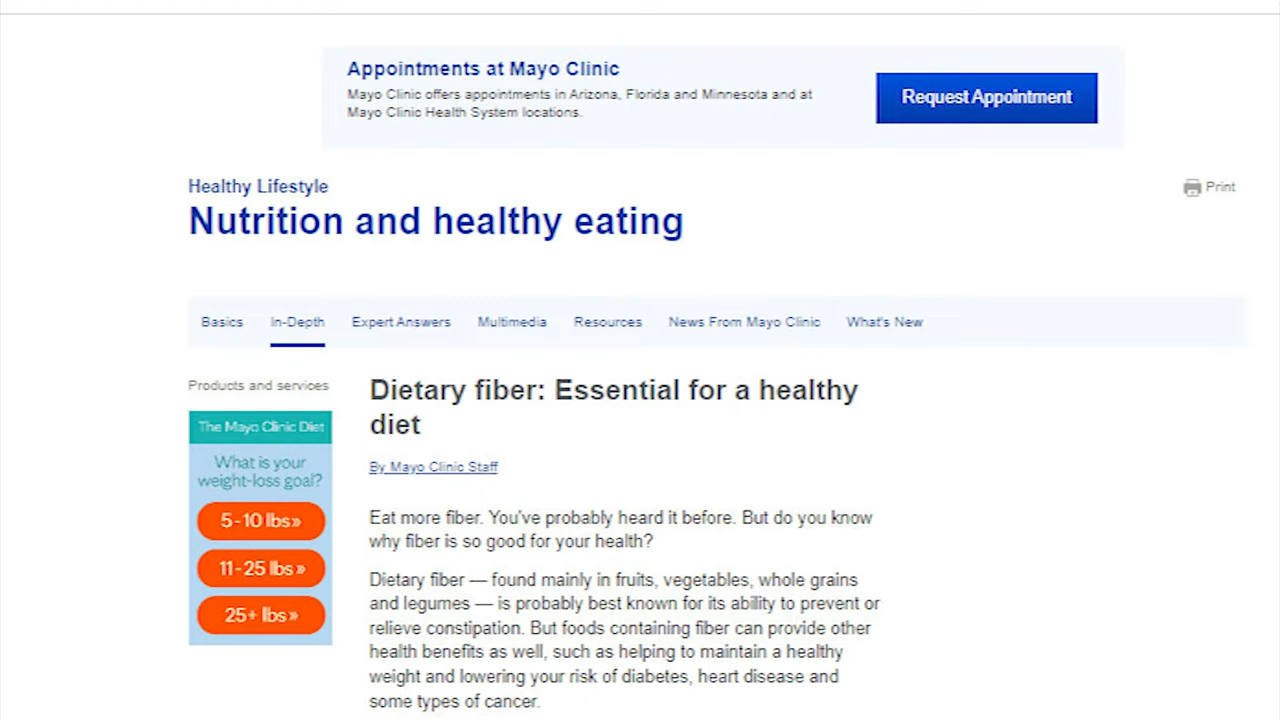 Appointments at Mayo Clinic
Mayo Clinic offers appointments in Arizona, Florida and Minnesota and at
Mayo Clinic Health System locations.
Request Appointment
Healthy Lifestyle
Print
Nutrition and healthy eating
Basics In-Depth Expert Answers Multimedia Resources News From Mayo Clinic What's New
Products and services
The Mayo Clinic Diet
What is your
weight-loss goal?
5-10 lbs»
11-25 lbs»
25+ lbs»
Dietary fiber: Essential for a healthy
diet
By Mayo Clinic Staff
Eat more fiber. You've probably heard it before. But do you know
why fiber is so good for your health?
Dietary fiber — found mainly in fruits, vegetables, whole grains
and legumes — is probably best known for its ability to prevent or
relieve constipation. But foods containing fiber can provide other
health benefits as well, such as helping to maintain a healthy
weight and lowering your risk of diabetes, heart disease and
some types of cancer.